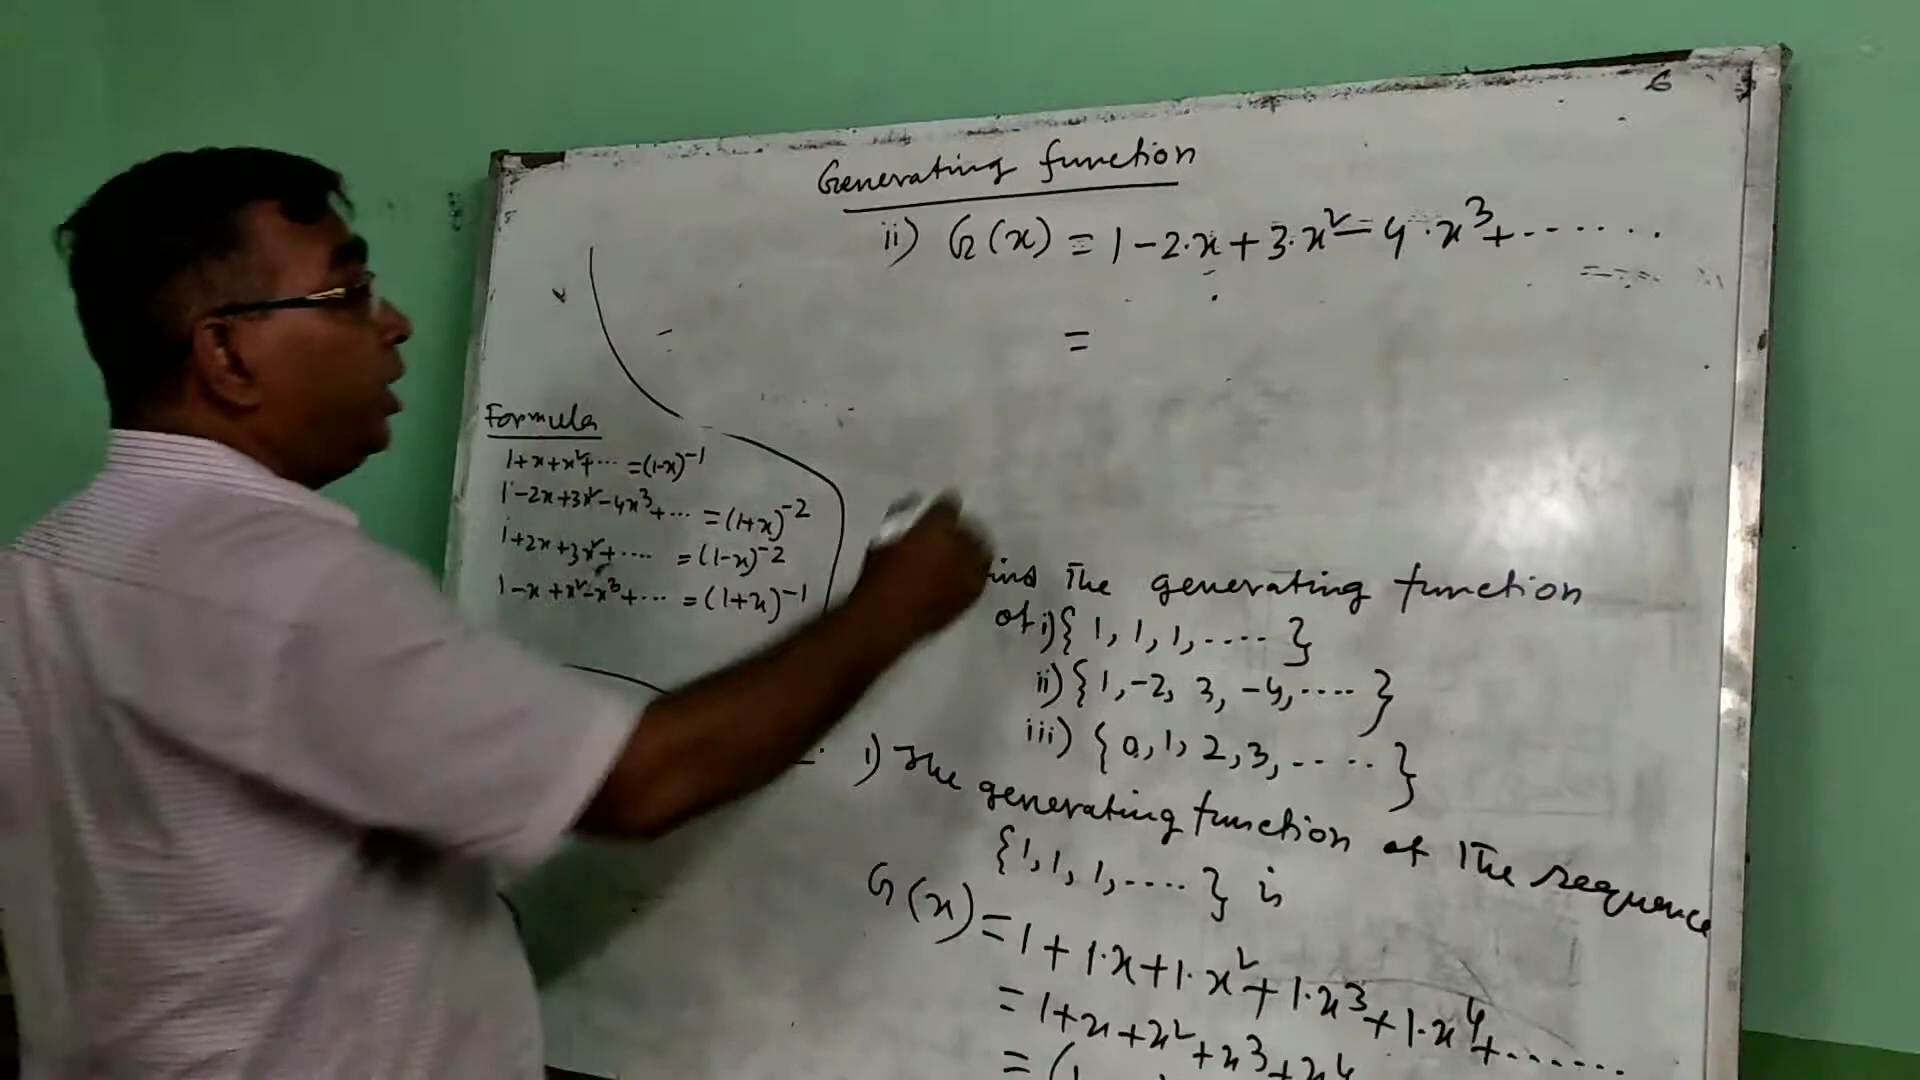 6
Generating function
ii) G(x) = 1-2·x+3·x²-4·x³+.......
=
Formula
1+x+x²+... =(1-x)⁻¹
1-2x+3x²-4x³+... =(1+x)⁻²
1+2x+3x²+.... =(1-x)⁻²
1-x+x²-x³+... =(1+x)⁻¹
The generating function
of i){1, 1, 1, ....}
ii){1, -2, 3, -4, ....}
iii) {0, 1, 2, 3, .....}
i) The generating function of the sequence
{1, 1, 1, ....} is
G(x) = 1+1·x+1·x²+1·x³+1·x⁴+......
= 1+x+x²+x³+x⁴
= (1